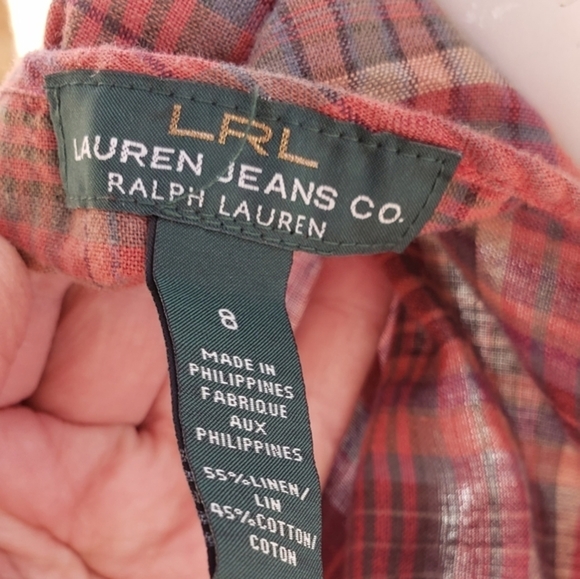 LRL
LAUREN JEANS CO.
RALPH LAUREN
8
MADE IN
PHILIPPINES
FABRIQUE
AUX
PHILIPPINES
55%LINEN/
LIN
45%COTTON/
COTON